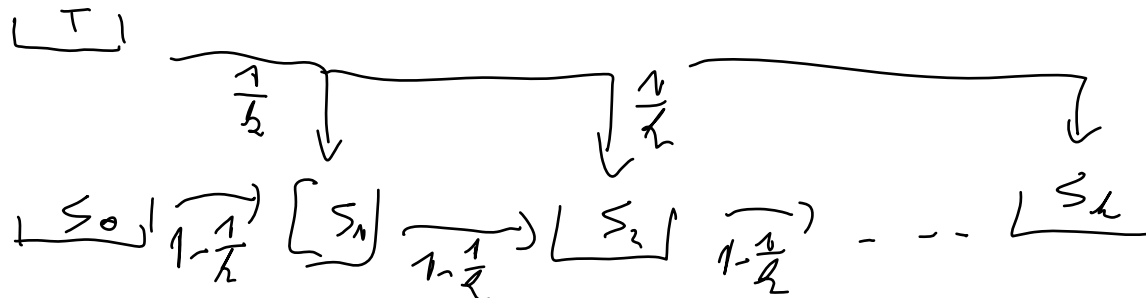 T
1/k 1/k
S₀ 1-1/k S₁ 1-1/k S₂ 1-1/k - - - Sₖ